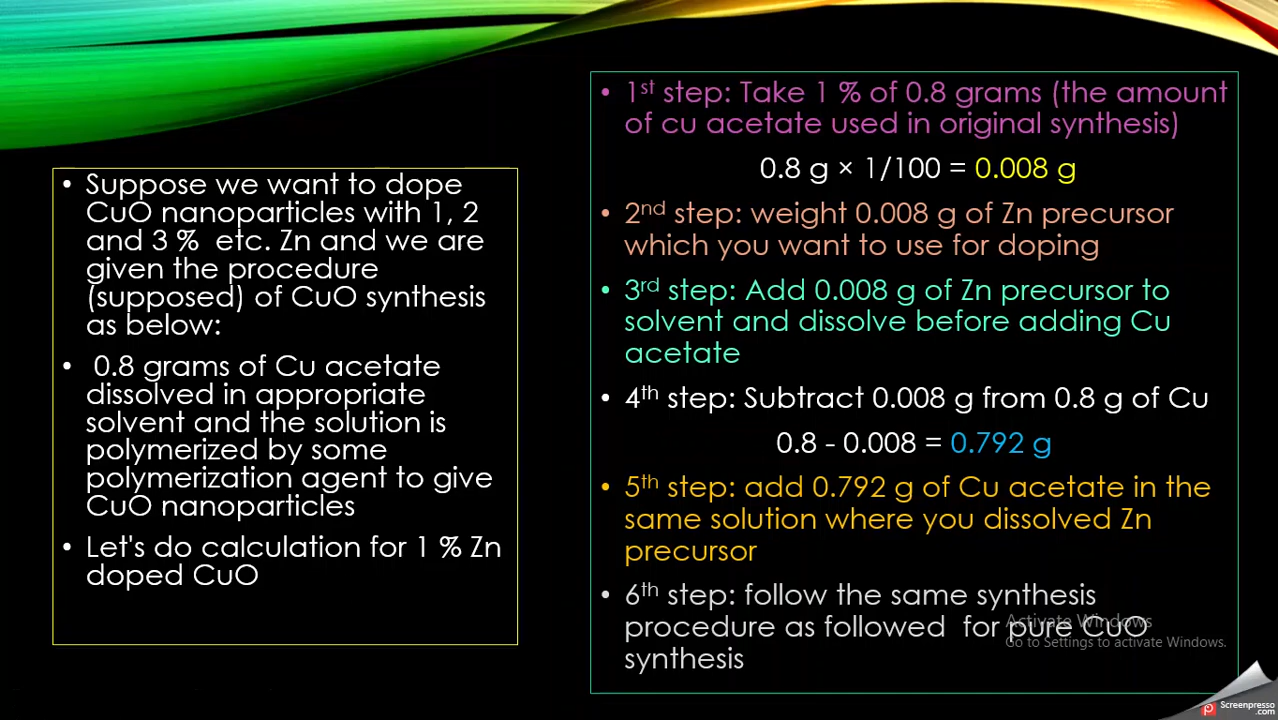 • Suppose we want to dope
CuO nanoparticles with 1, 2
and 3 % etc. Zn and we are
given the procedure
(supposed) of CuO synthesis
as below:
• 0.8 grams of Cu acetate
dissolved in appropriate
solvent and the solution is
polymerized by some
polymerization agent to give
CuO nanoparticles
• Let's do calculation for 1 % Zn
doped CuO
• 1st step: Take 1 % of 0.8 grams (the amount
of cu acetate used in original synthesis)
0.8 g × 1/100 = 0.008 g
• 2nd step: weight 0.008 g of Zn precursor
which you want to use for doping
• 3rd step: Add 0.008 g of Zn precursor to
solvent and dissolve before adding Cu
acetate
• 4th step: Subtract 0.008 g from 0.8 g of Cu
0.8 - 0.008 = 0.792 g
• 5th step: add 0.792 g of Cu acetate in the
same solution where you dissolved Zn
precursor
• 6th step: follow the same synthesis
procedure as followed for pure CuO
synthesis
Activate Windows
Go to Settings to activate Windows.
Screenpresso
.com